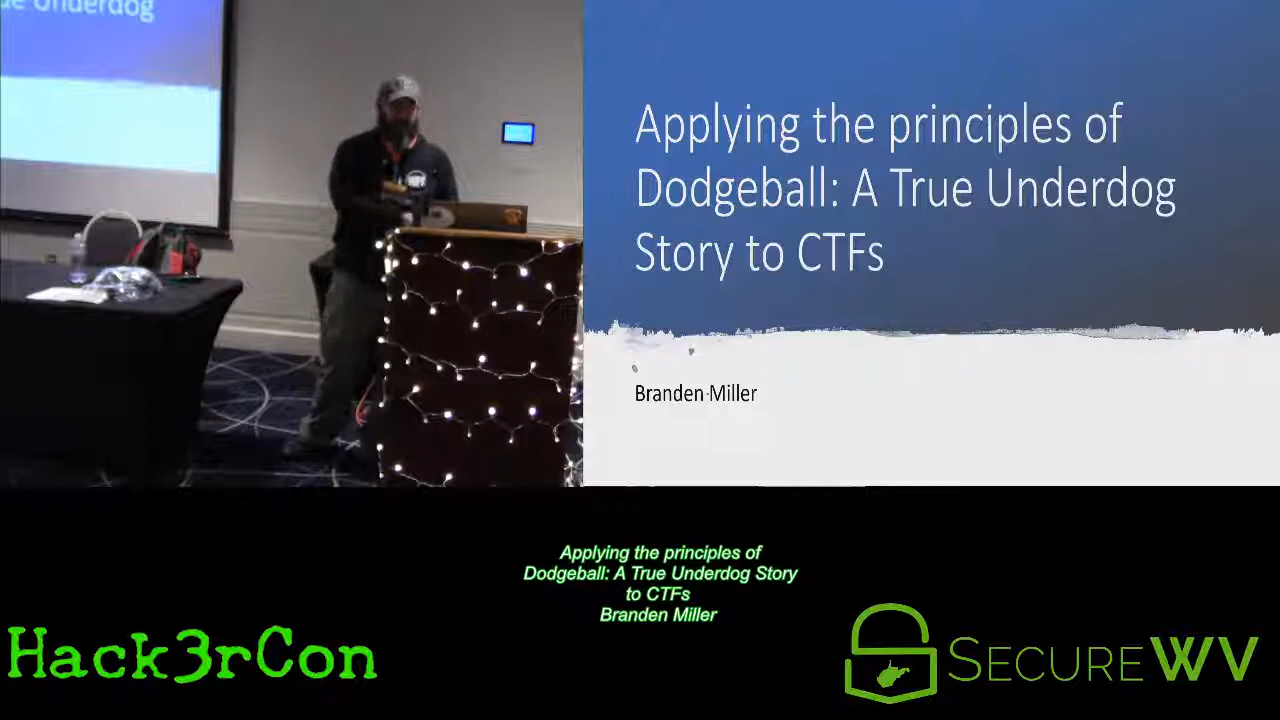 ue Underdog
Applying the principles of
Dodgeball: A True Underdog
Story to CTFs
Branden Miller
Applying the principles of
Dodgeball: A True Underdog Story
to CTFs
Branden Miller
Hack3rCon
SECUREWV